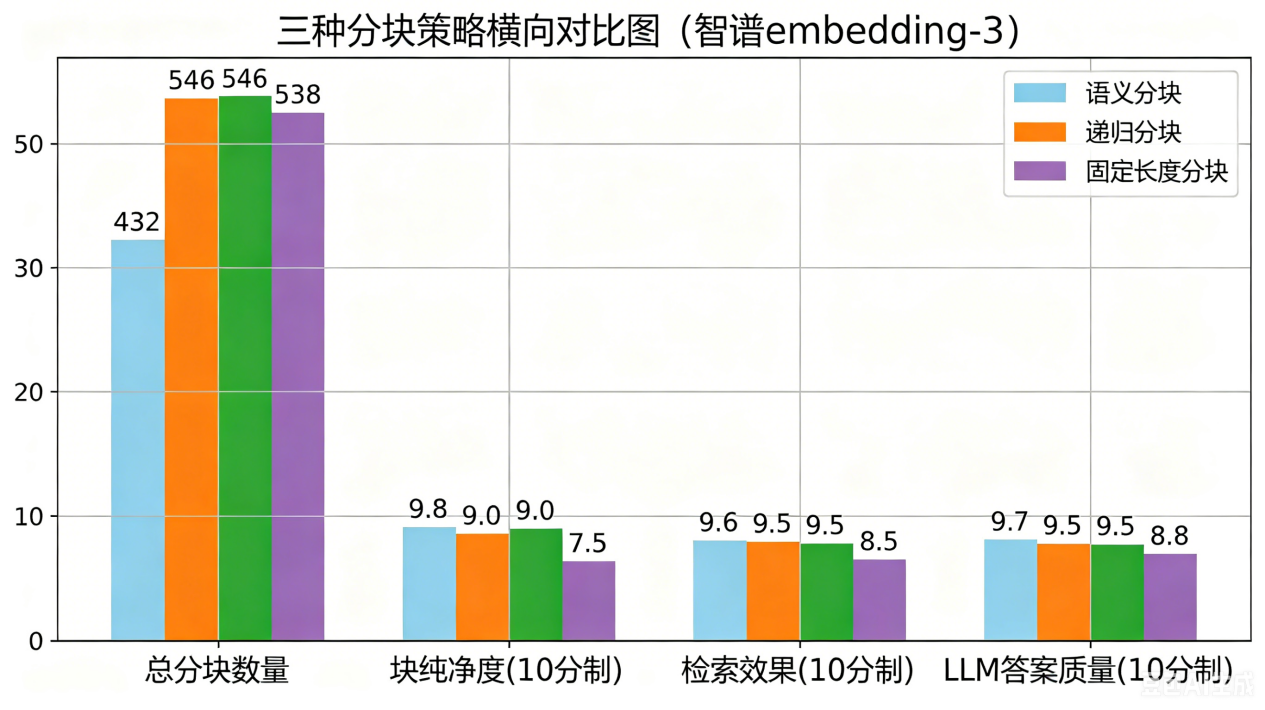 三种分块策略横向对比图（智谱embedding-3）
语义分块
递归分块
固定长度分块
50
30
20
10
0
432
546
546
538
9.8
9.0
9.0
7.5
9.6
9.5
9.5
8.5
9.7
9.5
9.5
8.8
总分块数量
块纯净度(10分制)
检索效果(10分制)
LLM答案质量(10分制)